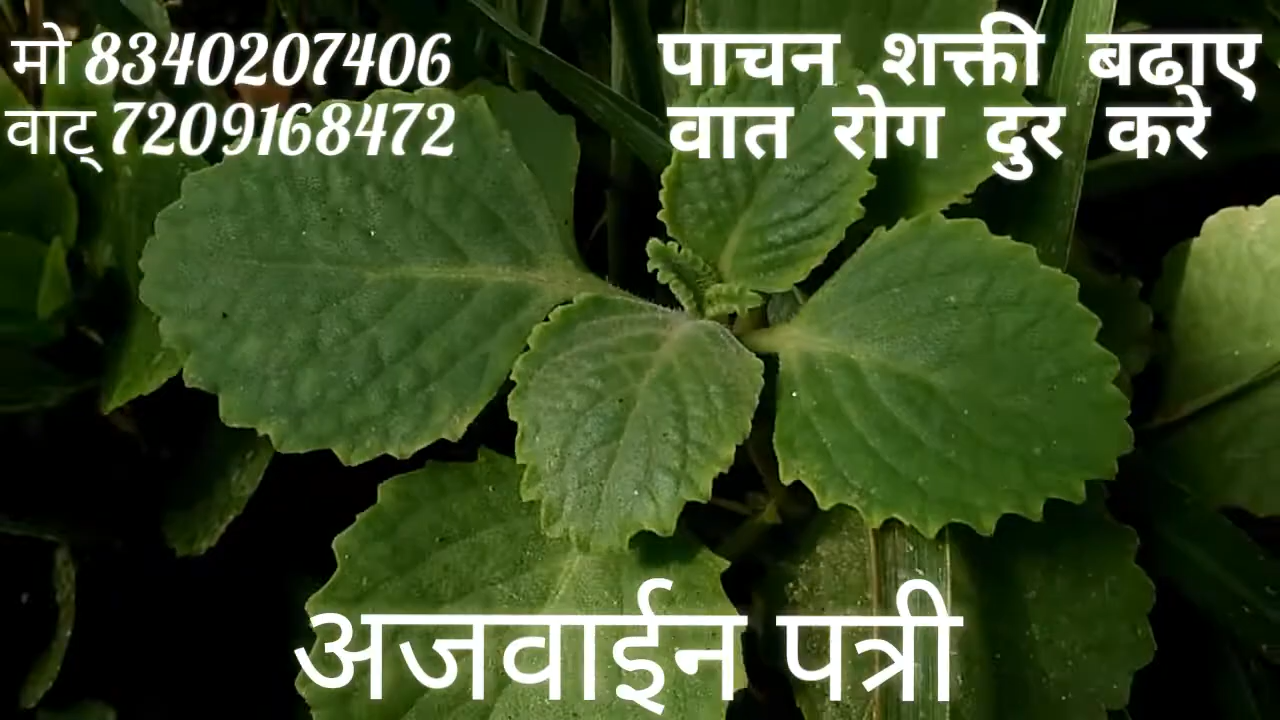 मो 8340207406
वाट् 7209168472
पाचन शक्ती बढाए
वात रोग दुर करे
अजवाईन पत्री